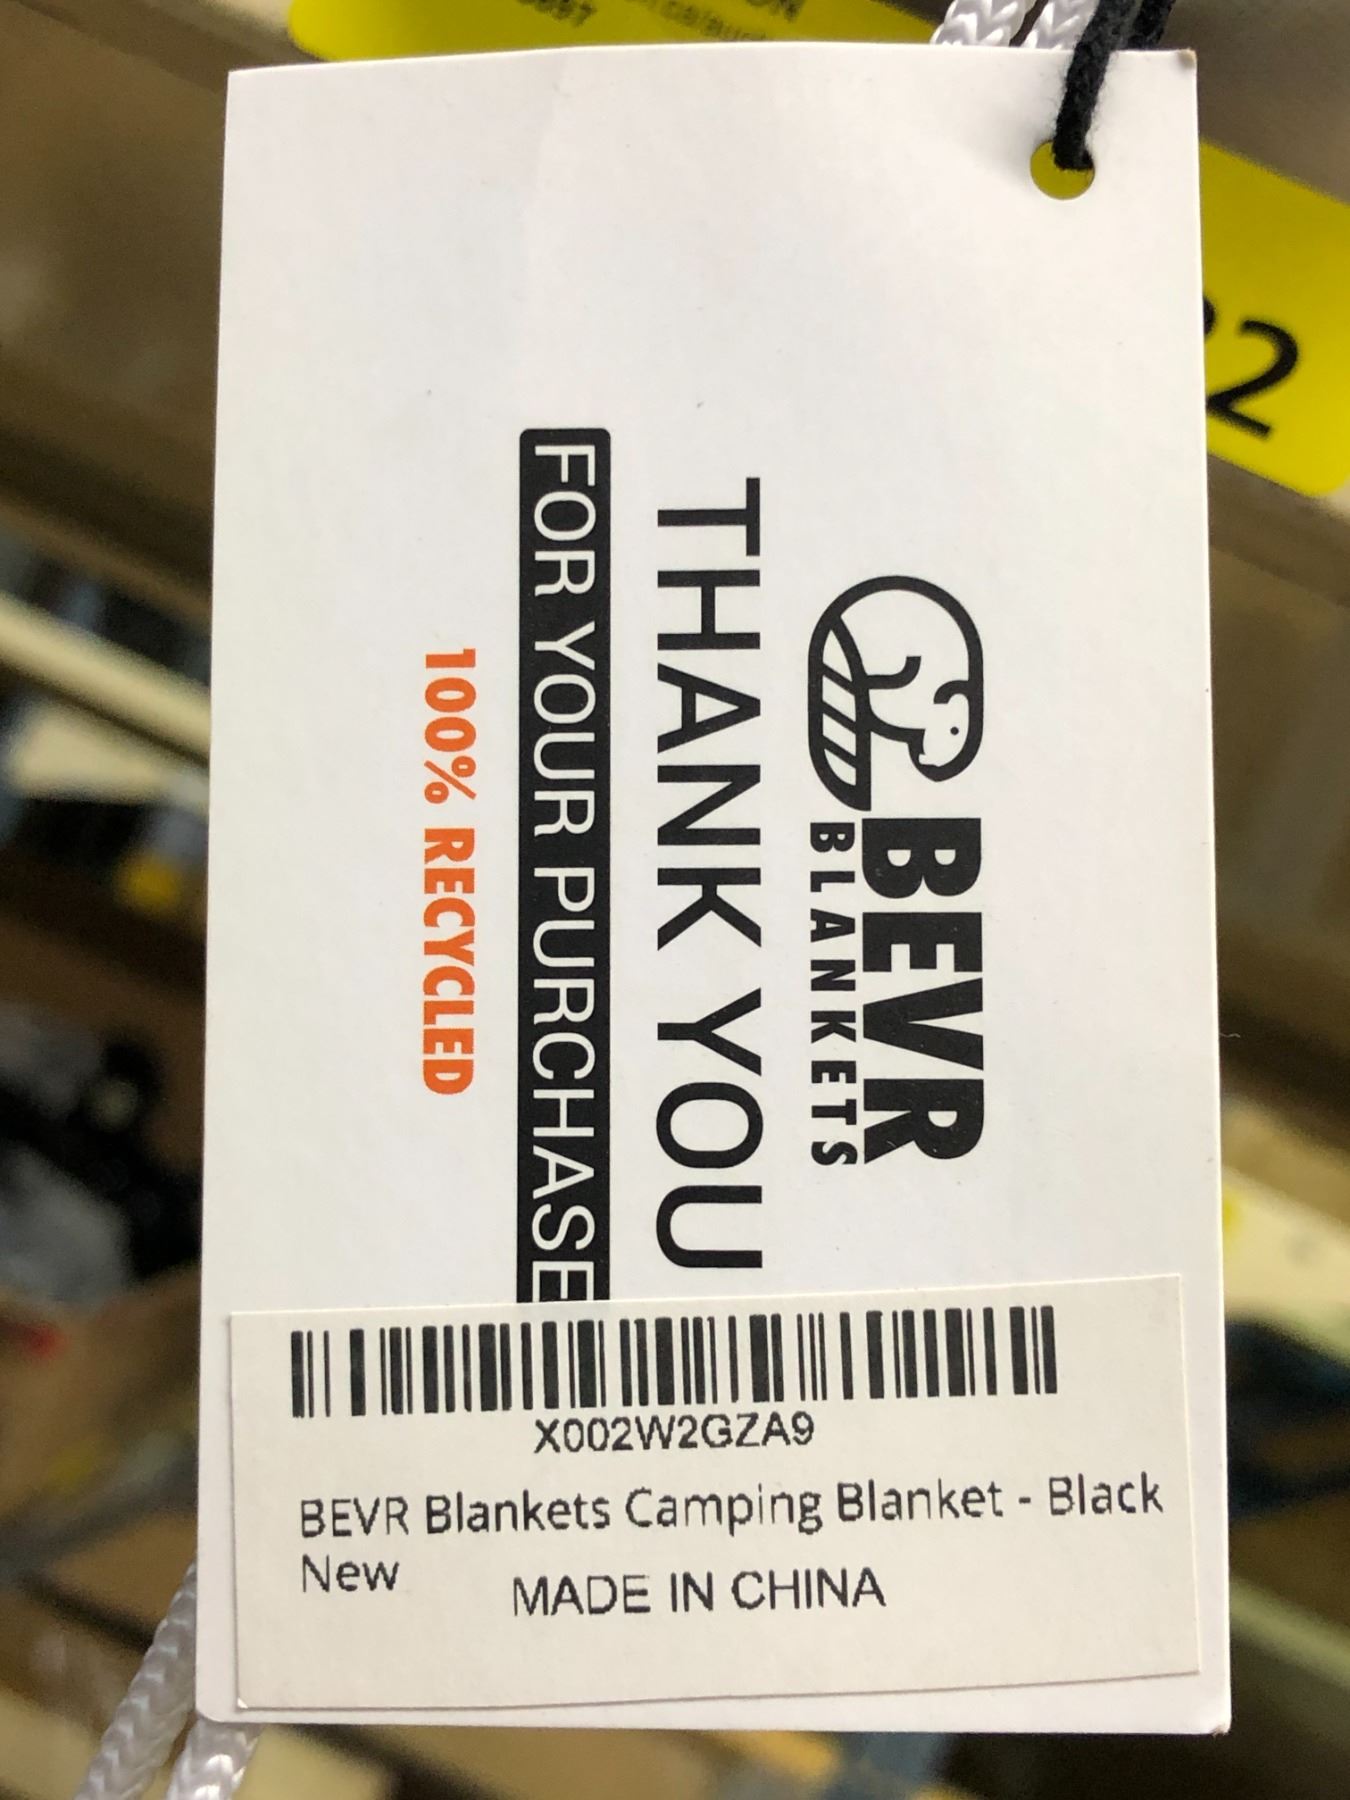 BEVR
BLANKETS
THANK YOU
FOR YOUR PURCHASE
100% RECYCLED
X002W2GZA9
BEVR Blankets Camping Blanket - Black
New
MADE IN CHINA